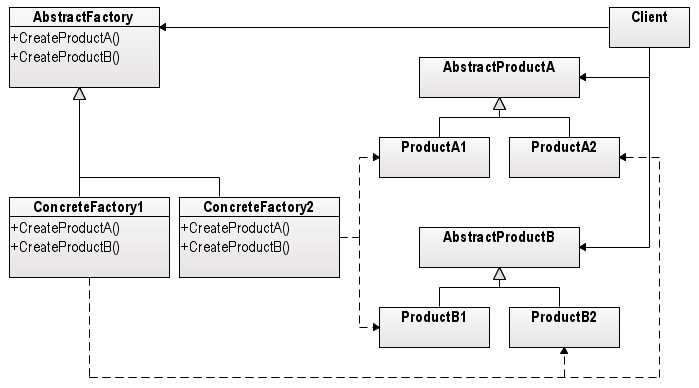 AbstractFactory
+CreateProductA()
+CreateProductB()
Client
AbstractProductA
ProductA1
ProductA2
ConcreteFactory1
+CreateProductA()
+CreateProductB()
ConcreteFactory2
+CreateProductA()
+CreateProductB()
AbstractProductB
ProductB1
ProductB2